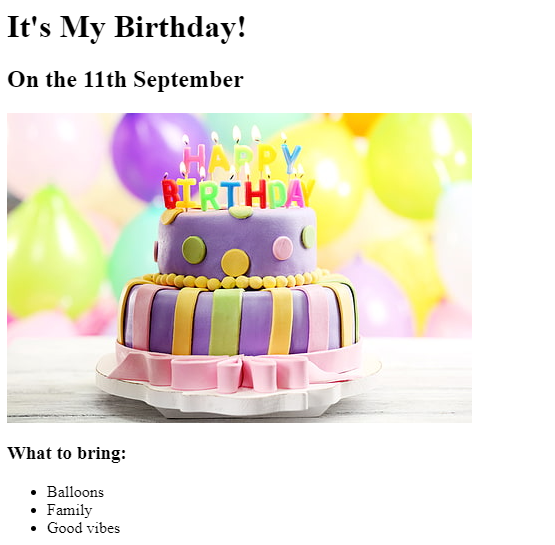 It's My Birthday!
On the 11th September
HAPPY
BIRTHDAY
What to bring:
Balloons
Family
Good vibes